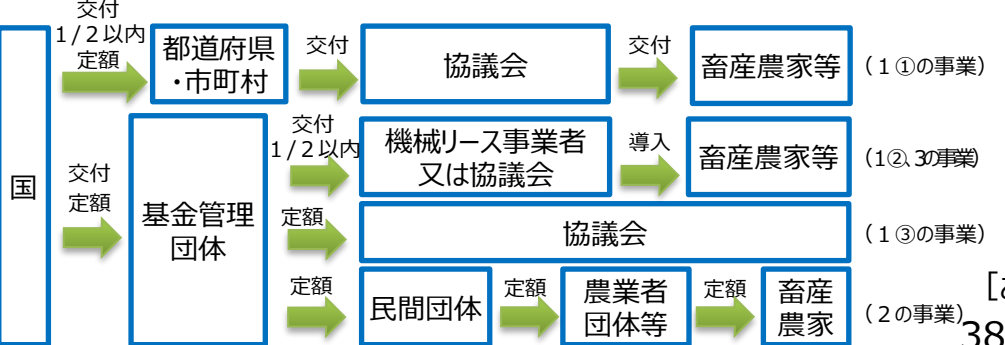 交付
1/2以内
定額
都道府県
・市町村
交付
協議会
交付
畜産農家等
(1①の事業)
国
交付
定額
基金管理
団体
交付
1/2以内
機械リース事業者
又は協議会
導入
畜産農家等
(1②、3の事業)
定額
協議会
(1③の事業)
定額
民間団体
定額
農業者
団体等
定額
畜産
農家
(2の事業)
38